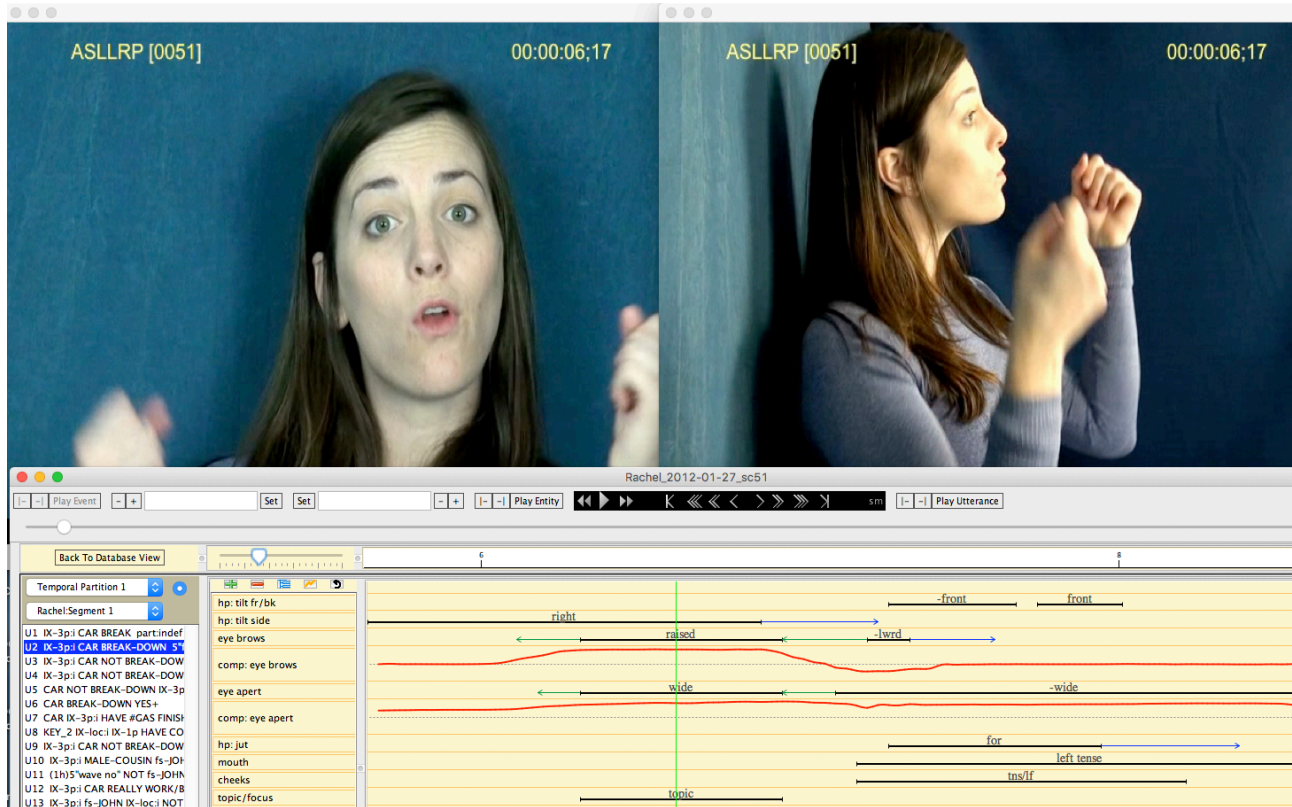 ASLLRP [0051] 00:00:06;17 ASLLRP [0051] 00:00:06;17
Rachel_2012-01-27_sc51
|- -| Play Event - + Set Set - + |- -| Play Entity sm |- -| Play Utterance
Back To Database View 6 8
Temporal Partition 1
Rachel:Segment 1
hp: tilt fr/bk -front front
hp: tilt side right
eye brows raised -lwrd
comp: eye brows
eye apert wide -wide
comp: eye apert
hp: jut for
mouth left tense
cheeks tns/lf
topic/focus topic
U1 IX-3p:i CAR BREAK part:indef
U2 IX-3p:i CAR BREAK-DOWN 5"f
U3 IX-3p:i CAR NOT BREAK-DOW
U4 IX-3p:i CAR NOT BREAK-DOW
U5 CAR NOT BREAK-DOWN IX-3p
U6 CAR BREAK-DOWN YES+
U7 CAR IX-3p:i HAVE #GAS FINISH
U8 KEY_2 IX-loc:i IX-1p HAVE CO
U9 IX-3p:i CAR NOT BREAK-DOW
U10 IX-3p:i MALE-COUSIN fs-JOH
U11 (1h)5"wave no" NOT fs-JOHN
U12 IX-3p:i CAR REALLY WORK/B
U13 IX-3p:i fs-JOHN IX-loc:i NOT